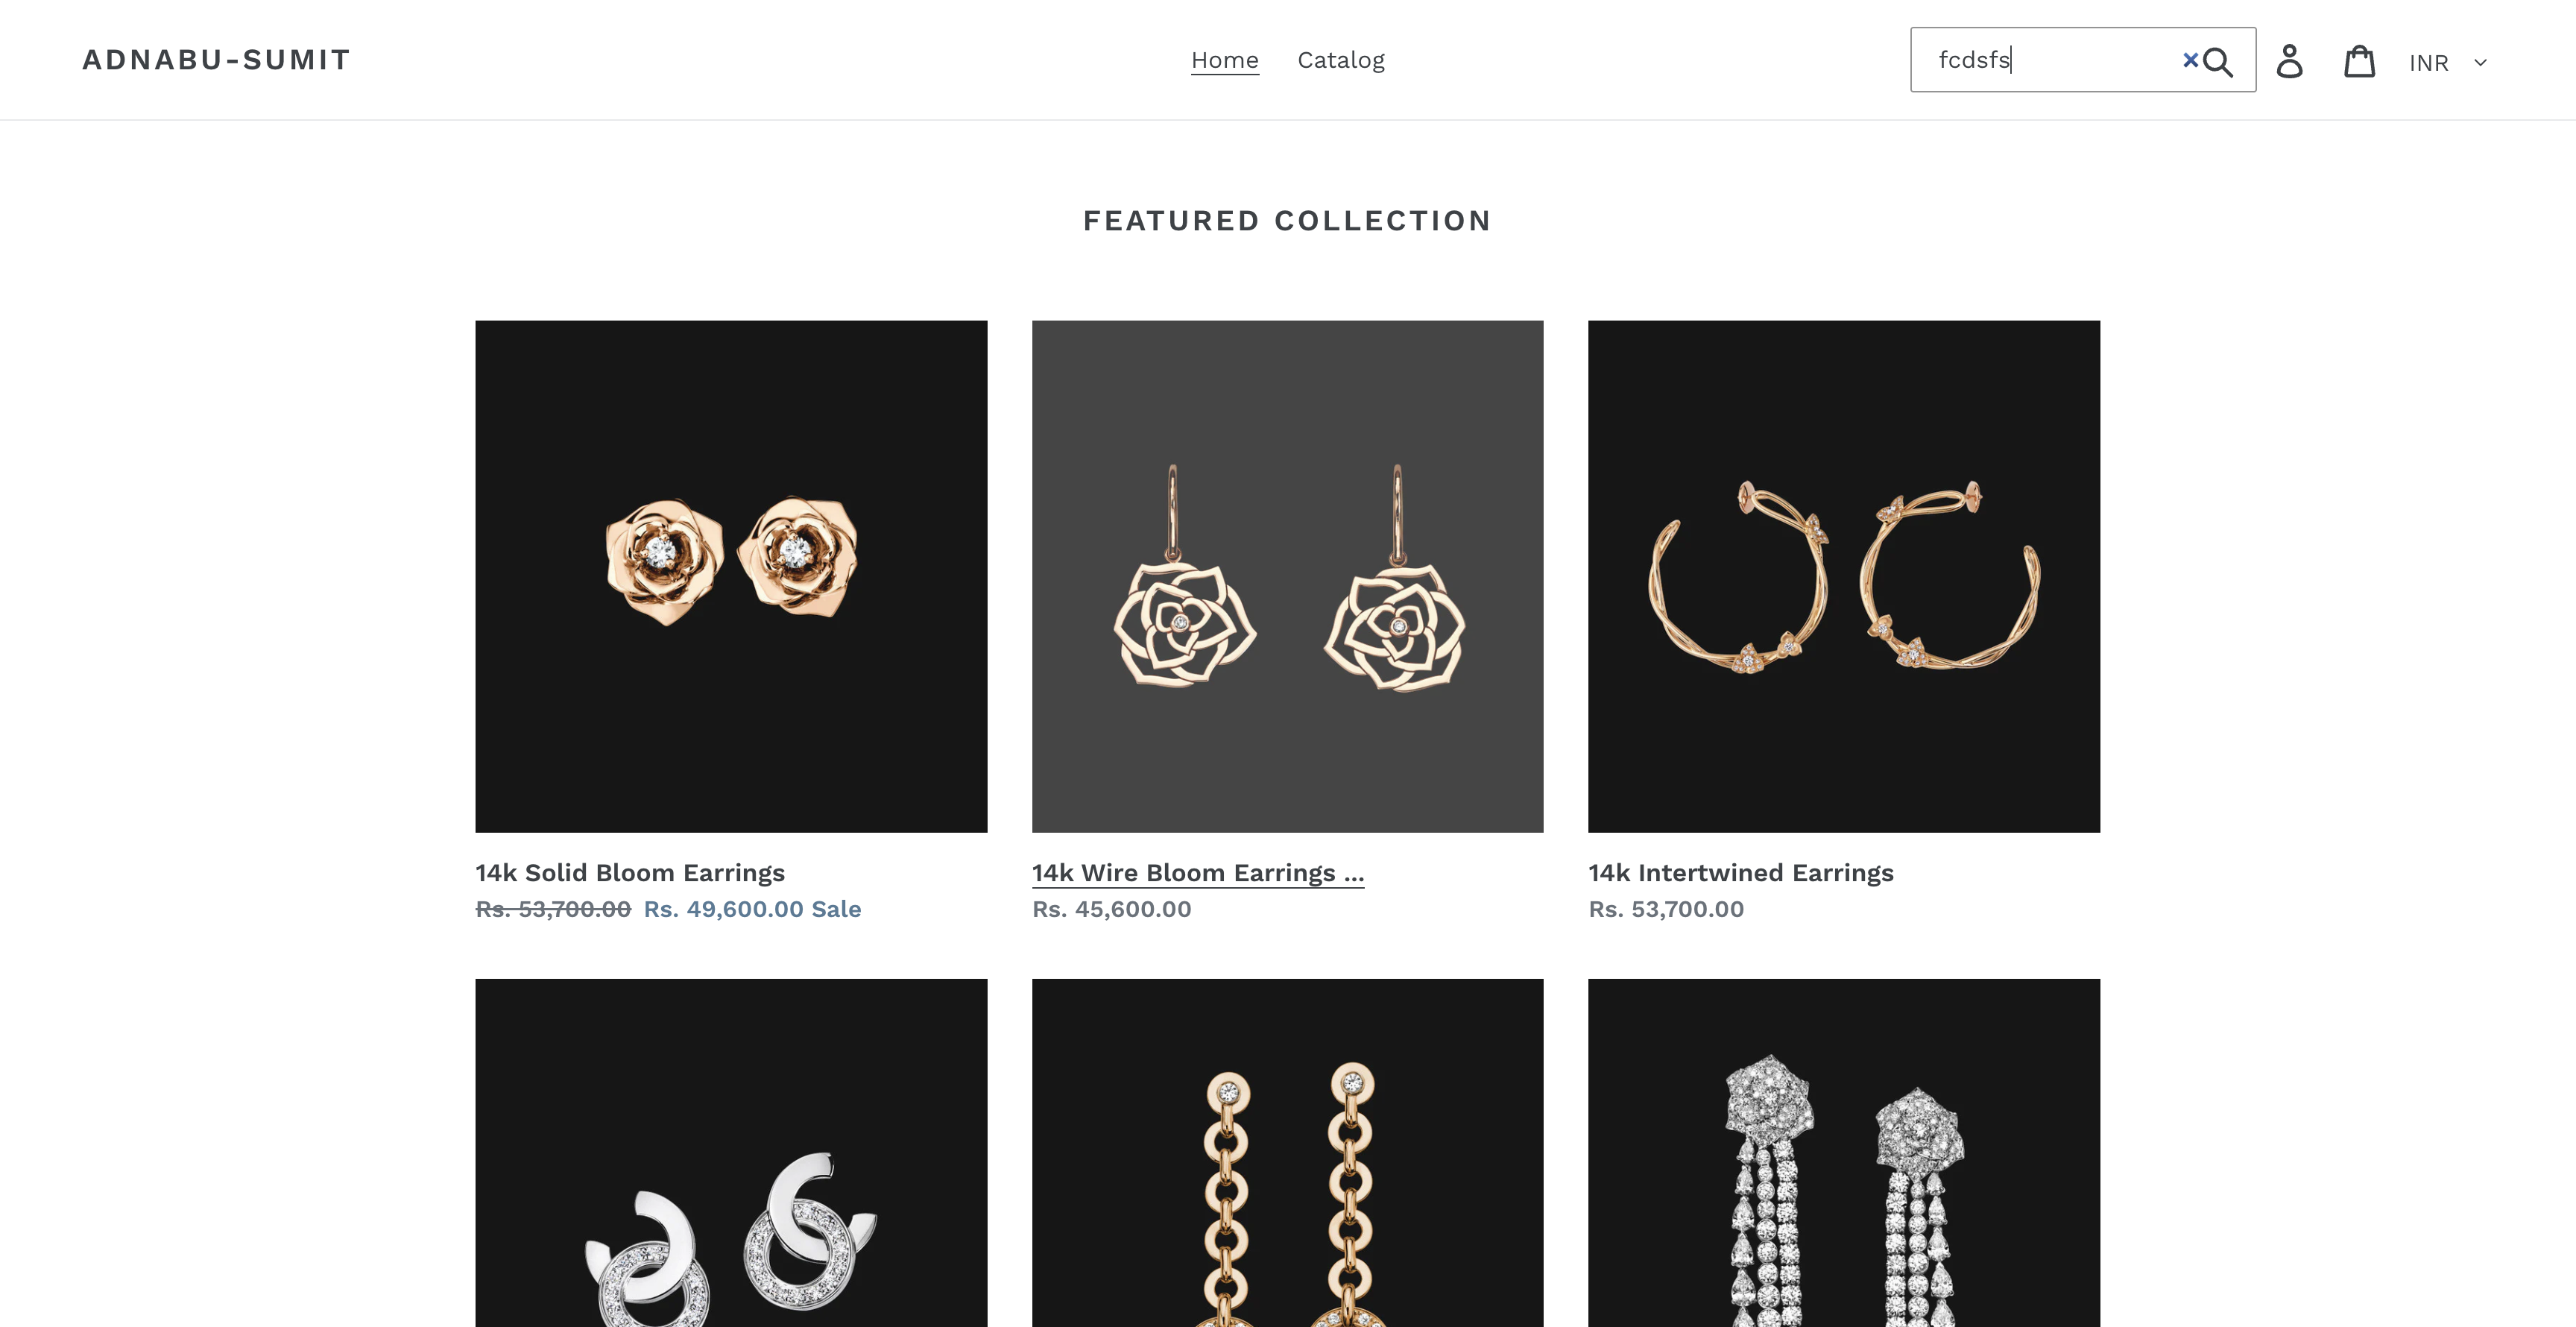 ADNABU-SUMIT
Home Catalog
fcdsfs
INR
FEATURED COLLECTION
14k Solid Bloom Earrings
Rs. 53,700.00 Rs. 49,600.00 Sale
14k Wire Bloom Earrings ...
Rs. 45,600.00
14k Intertwined Earrings
Rs. 53,700.00